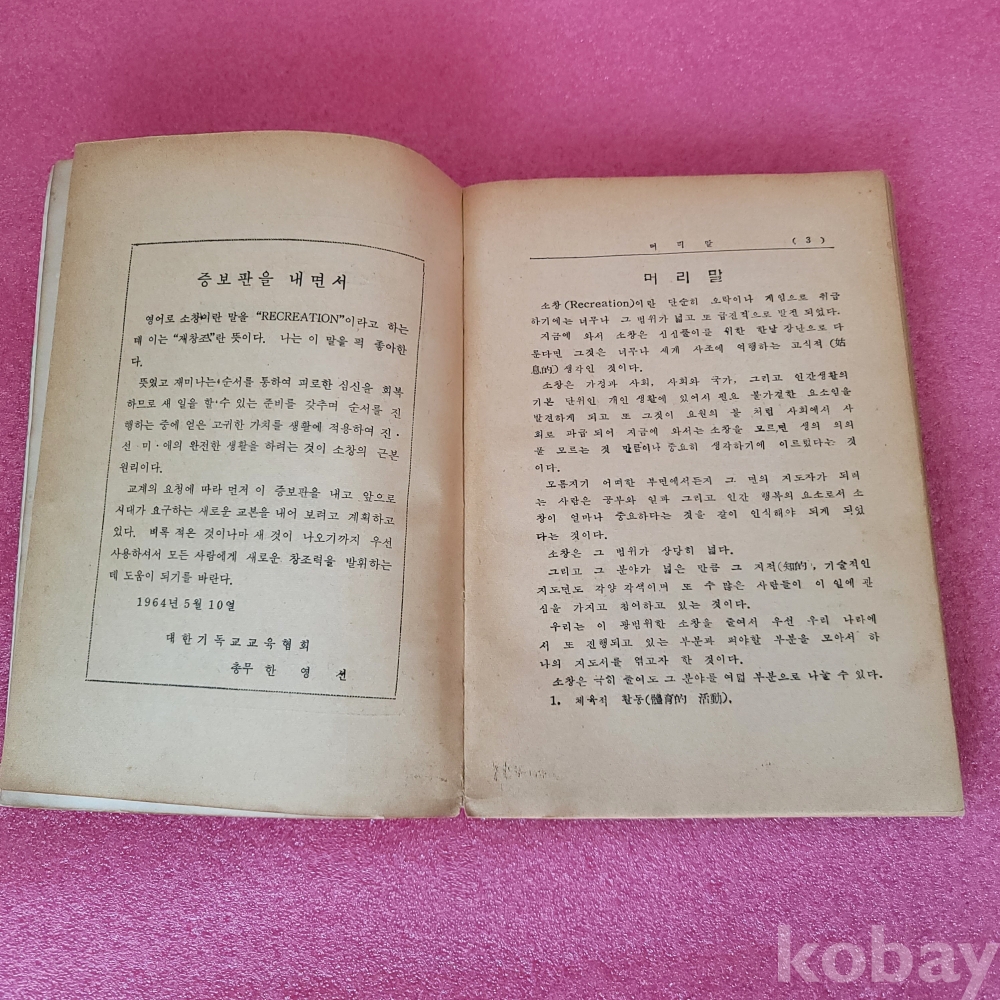 증보판을 내면서
영어로 소창이란 말을 “RECREATION”이라고 하는
데 이는 “재창조”란 뜻이다. 나는 이 말을 퍽 좋아한
다.
뜻있고 재미나는 순서를 통하여 피로한 심신을 회복
하므로 새 일을 할 수 있는 준비를 갖추며 순서를 진
행하는 중에 얻은 고귀한 가치를 생활에 적용하여 진·
선·미·애의 완전한 생활을 하려는 것이 소창의 근본
원리이다.
교계의 요청에 따라 먼저 이 증보판을 내고 앞으로
시대가 요구하는 새로운 교본을 내어 보려고 계획하고
있다. 비록 적은 것이나마 새 것이 나오기까지 우선
사용하셔서 모든 사람에게 새로운 창조력을 발휘하는
데 도움이 되기를 바란다.
1964년 5월 10일
대한기독교교육협회
총무 한 영 선
머 리 말 ( 3 )
머 리 말
소창(Recreation)이란 단순히 오락이나 게임으로 취급
하기에는 너무나 그 범위가 넓고 또 급진적으로 발전 되었다.
지금에 와서 소창은 심심풀이를 위한 한낱 장난으로 다
룬다면 그것은 너무나 세계 사조에 역행하는 고식적 (姑
息的) 생각인 것이다.
소창은 가정과 사회, 사회와 국가, 그리고 인간생활의
기본 단위인 개인 생활에 있어서 필요 불가결한 요소임을
발견하게 되고 또 그것이 요원의 불 처럼 사회에서 사
회로 파급 되어 지금에 와서는 소창을 모르면 생의 의의
를 모르는 것 만큼이나 중요히 생각하기에 이르렀다는 것
이다.
모름지기 어떠한 부면에서든지 그 면의 지도자가 되려
는 사람은 공부와 일과 그리고 인간 행복의 요소로서 소
창이 얼마나 중요하다는 것을 같이 인식해야 되게 되었
다는 것이다.
소창은 그 범위가 상당히 넓다.
그리고 그 분야가 넓은 만큼 그 지적(知的), 기술적인
지도면도 각양 각색이며 또 수 많은 사람들이 이 일에 관
심을 가지고 참여하고 있는 것이다.
우리는 이 광범위한 소창을 줄여서 우선 우리 나라에
서 또 진행되고 있는 부분과 펴야할 부분을 모아서 하
나의 지도서를 엮고자 한 것이다.
소창은 극히 줄여도 그 분야를 여덟 부분으로 나눌 수 있다.
1. 체육적 활동(體育的 活動),
kobay